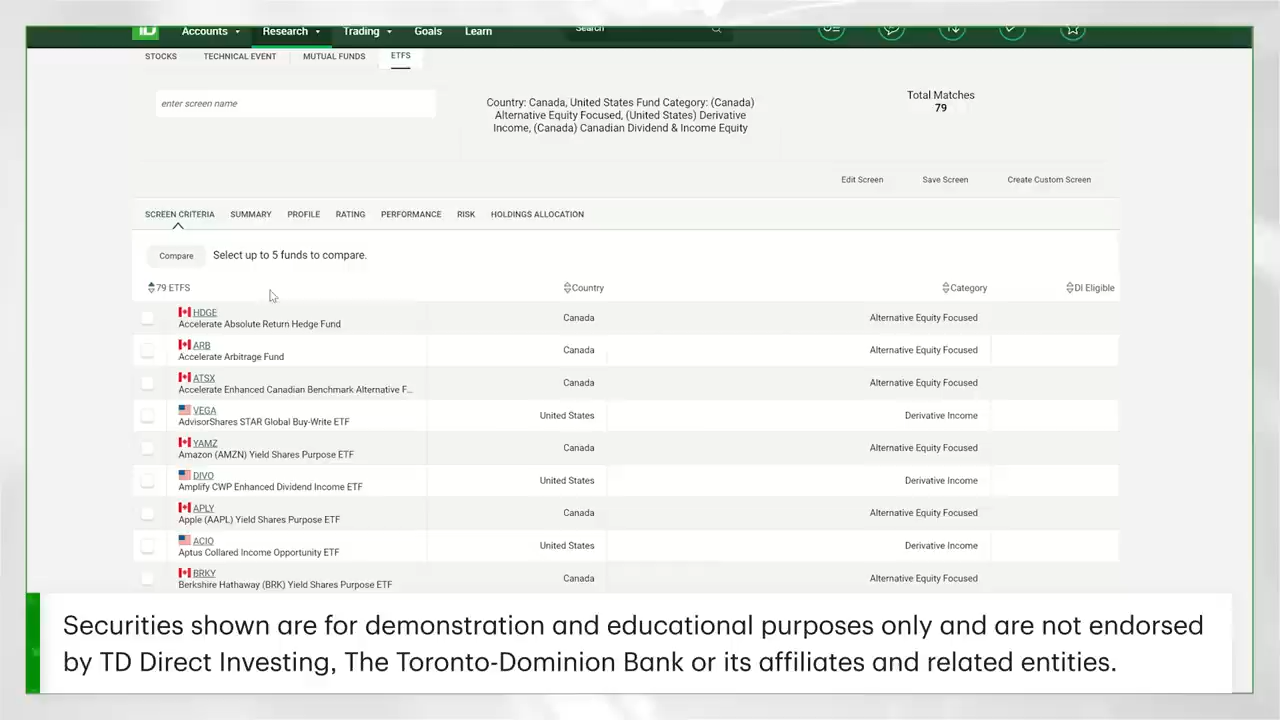 TD
Accounts
Research
Trading
Goals
Learn
Search
STOCKS
TECHNICAL EVENT
MUTUAL FUNDS
ETFS
enter screen name
Country: Canada, United States Fund Category: (Canada)
Alternative Equity Focused, (United States) Derivative
Income, (Canada) Canadian Dividend & Income Equity
Total Matches
79
Edit Screen
Save Screen
Create Custom Screen
SCREEN CRITERIA
SUMMARY
PROFILE
RATING
PERFORMANCE
RISK
HOLDINGS ALLOCATION
Compare
Select up to 5 funds to compare.
79 ETFS
Country
Category
DI Eligible
HDGE
Accelerate Absolute Return Hedge Fund
Canada
Alternative Equity Focused
ARB
Accelerate Arbitrage Fund
Canada
Alternative Equity Focused
ATSX
Accelerate Enhanced Canadian Benchmark Alternative F...
Canada
Alternative Equity Focused
VEGA
AdvisorShares STAR Global Buy-Write ETF
United States
Derivative Income
YAMZ
Amazon (AMZN) Yield Shares Purpose ETF
Canada
Alternative Equity Focused
DIVO
Amplify CWP Enhanced Dividend Income ETF
United States
Derivative Income
APLY
Apple (AAPL) Yield Shares Purpose ETF
Canada
Alternative Equity Focused
ACIO
Aptus Collared Income Opportunity ETF
United States
Derivative Income
BRKY
Berkshire Hathaway (BRK) Yield Shares Purpose ETF
Canada
Alternative Equity Focused
Securities shown are for demonstration and educational purposes only and are not endorsed
by TD Direct Investing, The Toronto-Dominion Bank or its affiliates and related entities.